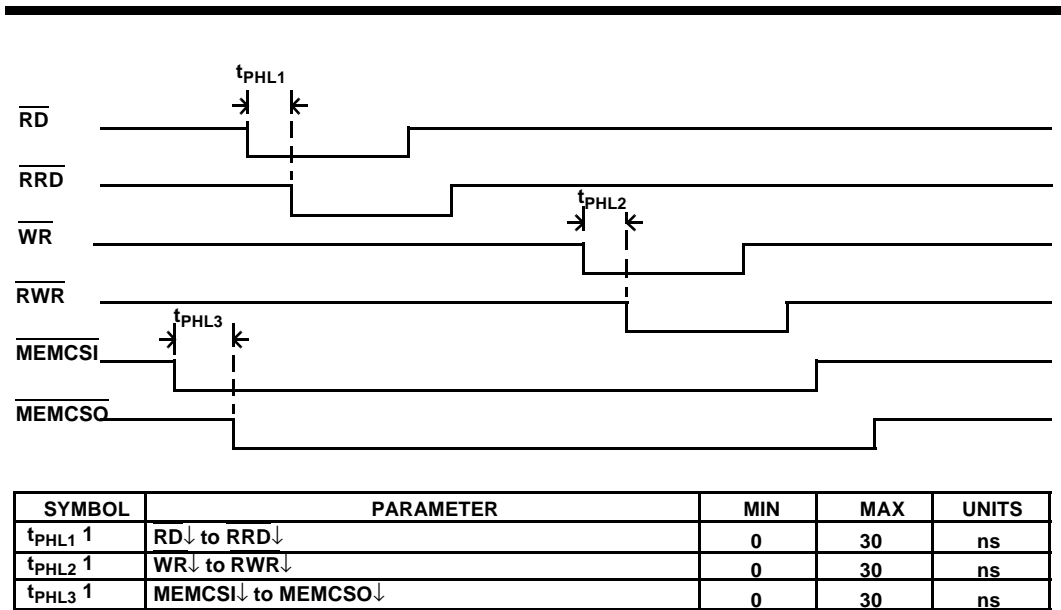 tPHL1
RD
RRD
tPHL2
WR
RWR
tPHL3
MEMCSI
MEMCSO
SYMBOL PARAMETER MIN MAX UNITS
tPHL1 1 RD↓ to RRD↓ 0 30 ns
tPHL2 1 WR↓ to RWR↓ 0 30 ns
tPHL3 1 MEMCSI↓ to MEMCSO↓ 0 30 ns